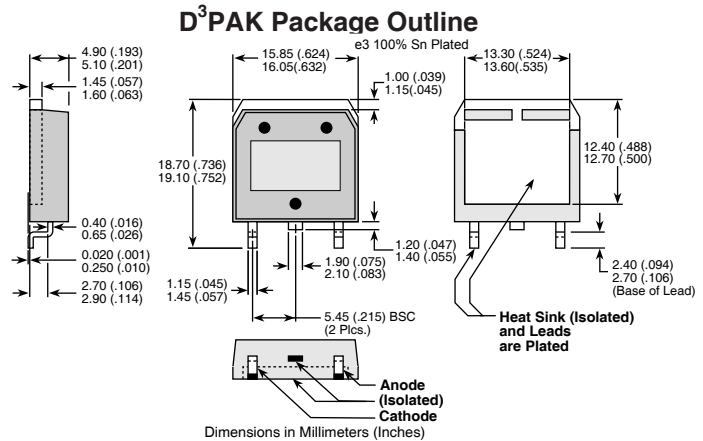 D3PAK Package Outline
e3 100% Sn Plated
4.90 (.193)
5.10 (.201)
15.85 (.624)
16.05(.632)
13.30 (.524)
13.60(.535)
1.45 (.057)
1.60 (.063)
1.00 (.039)
1.15(.045)
18.70 (.736)
19.10 (.752)
12.40 (.488)
12.70 (.500)
0.40 (.016)
0.65 (.026)
0.020 (.001)
0.250 (.010)
2.70 (.106)
2.90 (.114)
1.15 (.045)
1.45 (.057)
1.90 (.075)
2.10 (.083)
1.20 (.047)
1.40 (.055)
2.40 (.094)
2.70 (.106)
(Base of Lead)
5.45 (.215) BSC
(2 Plcs.)
Heat Sink (Isolated)
and Leads
are Plated
Anode
(Isolated)
Cathode
Dimensions in Millimeters (Inches)